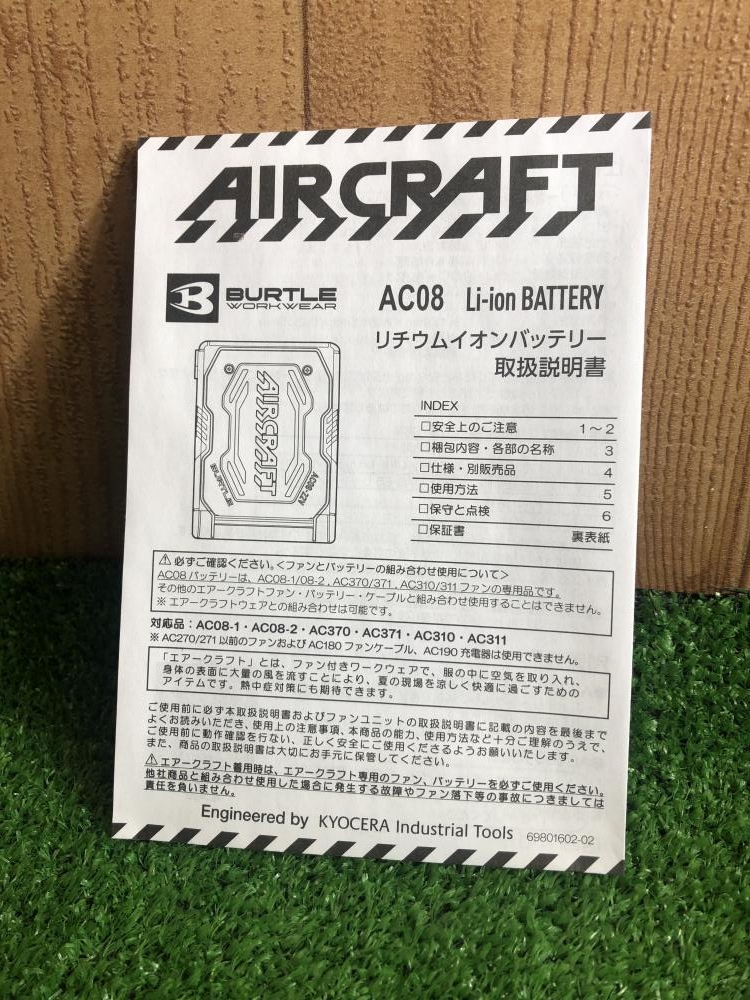 AIRCRAFT
BURTLE
WORKWEAR
AC08 Li-ion BATTERY
リチウムイオンバッテリー
取扱説明書
AIRCRAFT
BURTLE
AC08-22V
INDEX
□安全上のご注意 1～2
□梱包内容・各部の名称 3
□仕様・別販売品 4
□使用方法 5
□保守と点検 6
□保証書 裏表紙
⚠必ずご確認ください。<ファンとバッテリーの組み合わせ使用について>
AC08バッテリーは、AC08-1/08-2，AC370/371，AC310/311ファンの専用品です。
その他のエアークラフトファン・バッテリー・ケーブルと組み合わせ使用することはできません。
※ エアークラフトウェアとの組み合わせは可能です。
対応品：AC08-1・AC08-2・AC370・AC371・AC310・AC311
※ AC270/271以前のファンおよびAC180ファンケーブル、AC190充電器は使用できません。
「エアークラフト」とは、ファン付きワークウェアで、服の中に空気を取り入れ、
身体の表面に大量の風を流すことにより、夏の現場を涼しく快適に過ごすための
アイテムです。熱中症対策にも期待できます。
ご使用前に必ず本取扱説明書およびファンユニットの取扱説明書に記載の内容を最後まで
よくお読みいただき、使用上の注意事項、本商品の能力、使用方法など十分ご理解のうえで、
ご使用前に動作確認を行ない、正しく安全にご使用くださるようお願いいたします。
また、商品の取扱説明書は大切にお手元に保管してください。
⚠エアークラフト着用時は、エアークラフト専用のファン、バッテリーを必ずご使用ください。
他社商品と組み合わせ使用した場合に発生する故障やファン落下等の事故につきましては
責任を負いません。
Engineered by KYOCERA Industrial Tools 69801602-02